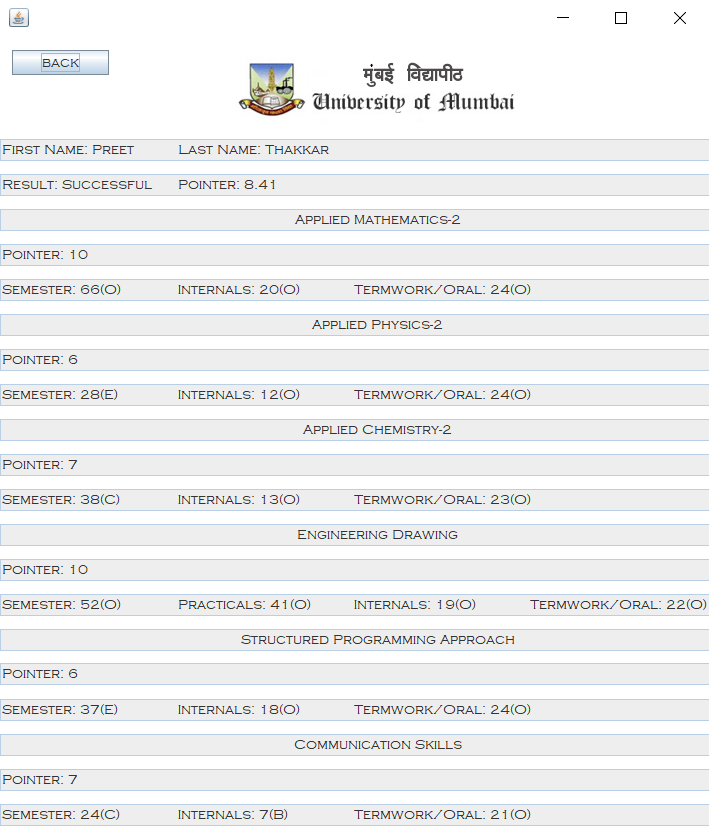 BACK
मुंबई विद्यापीठ
University of Mumbai
First Name: Preet Last Name: Thakkar
Result: Successful Pointer: 8.41
Applied Mathematics-2
Pointer: 10
Semester: 66(O) Internals: 20(O) Termwork/Oral: 24(O)
Applied Physics-2
Pointer: 6
Semester: 28(E) Internals: 12(O) Termwork/Oral: 24(O)
Applied Chemistry-2
Pointer: 7
Semester: 38(C) Internals: 13(O) Termwork/Oral: 23(O)
Engineering Drawing
Pointer: 10
Semester: 52(O) Practicals: 41(O) Internals: 19(O) Termwork/Oral: 22(O)
Structured Programming Approach
Pointer: 6
Semester: 37(E) Internals: 18(O) Termwork/Oral: 24(O)
Communication Skills
Pointer: 7
Semester: 24(C) Internals: 7(B) Termwork/Oral: 21(O)